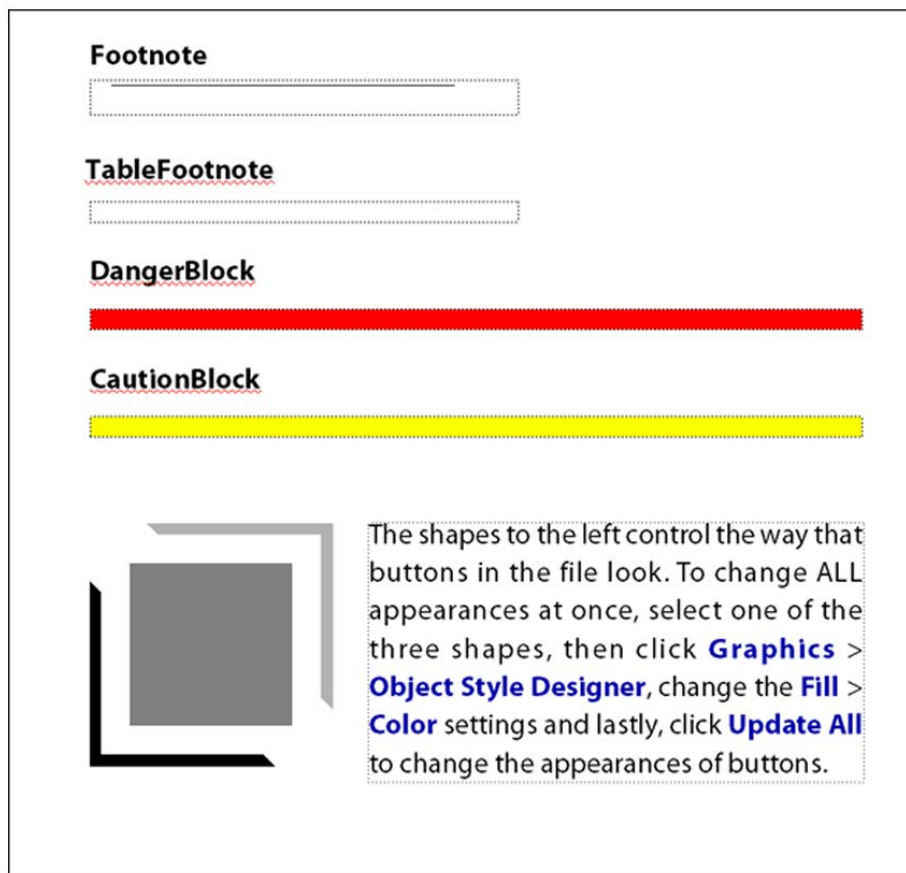 Footnote
TableFootnote
DangerBlock
CautionBlock
The shapes to the left control the way that
buttons in the file look. To change ALL
appearances at once, select one of the
three shapes, then click Graphics >
Object Style Designer, change the Fill >
Color settings and lastly, click Update All
to change the appearances of buttons.